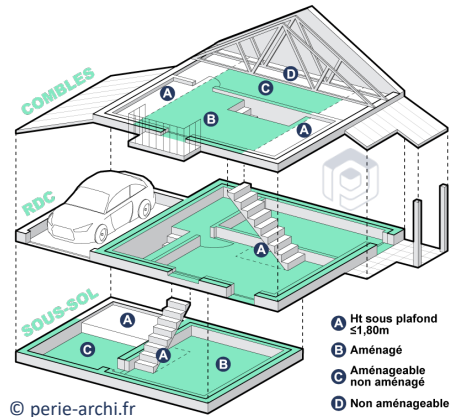 COMBLES
A
D
C
B
A
RDC
A
SOUS-SOL
A
C
A
B
A Ht sous plafond
≤1,80m
B Aménagé
C Aménageable
non aménagé
D Non aménageable
© perie-archi.fr